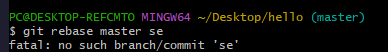 PC@DESKTOP-REFCMTO MINGW64 ~/Desktop/hello (master)
$ git rebase master se
fatal: no such branch/commit 'se'